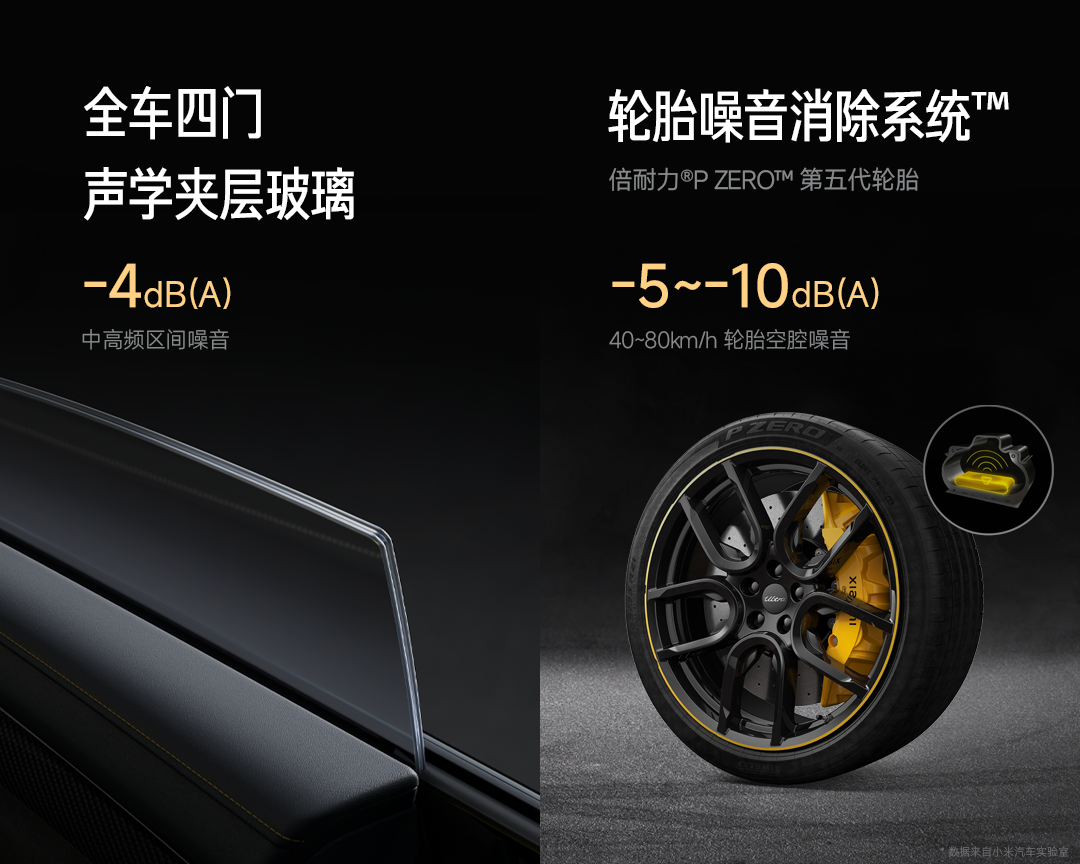 全车四门
声学夹层玻璃
-4dB(A)
中高频区间噪音
轮胎噪音消除系统™
倍耐力®P ZERO™ 第五代轮胎
-5~-10dB(A)
40~80km/h 轮胎空腔噪音
P ZERO
ultra
* 数据来自小米汽车实验室